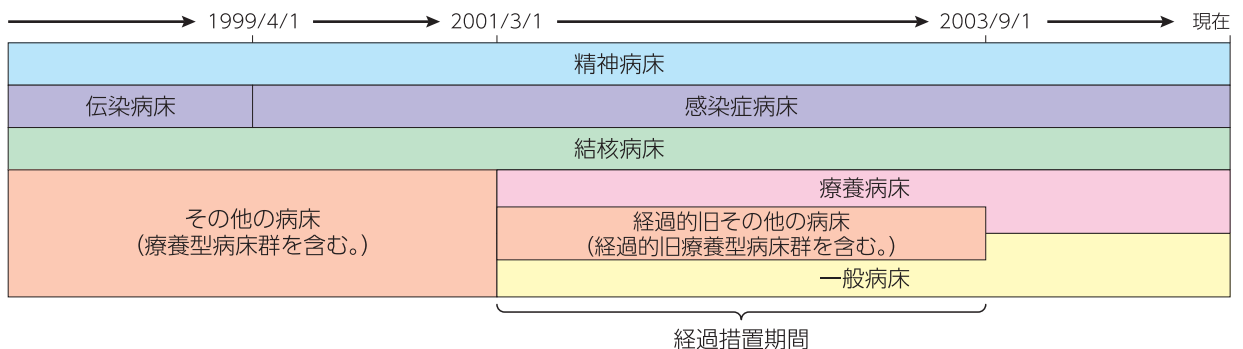 1999/4/1
2001/3/1
2003/9/1
現在
精神病床
伝染病床
感染症病床
結核病床
その他の病床
（療養型病床群を含む。）
療養病床
経過的旧その他の病床
（経過的旧療養型病床群を含む。）
一般病床
経過措置期間